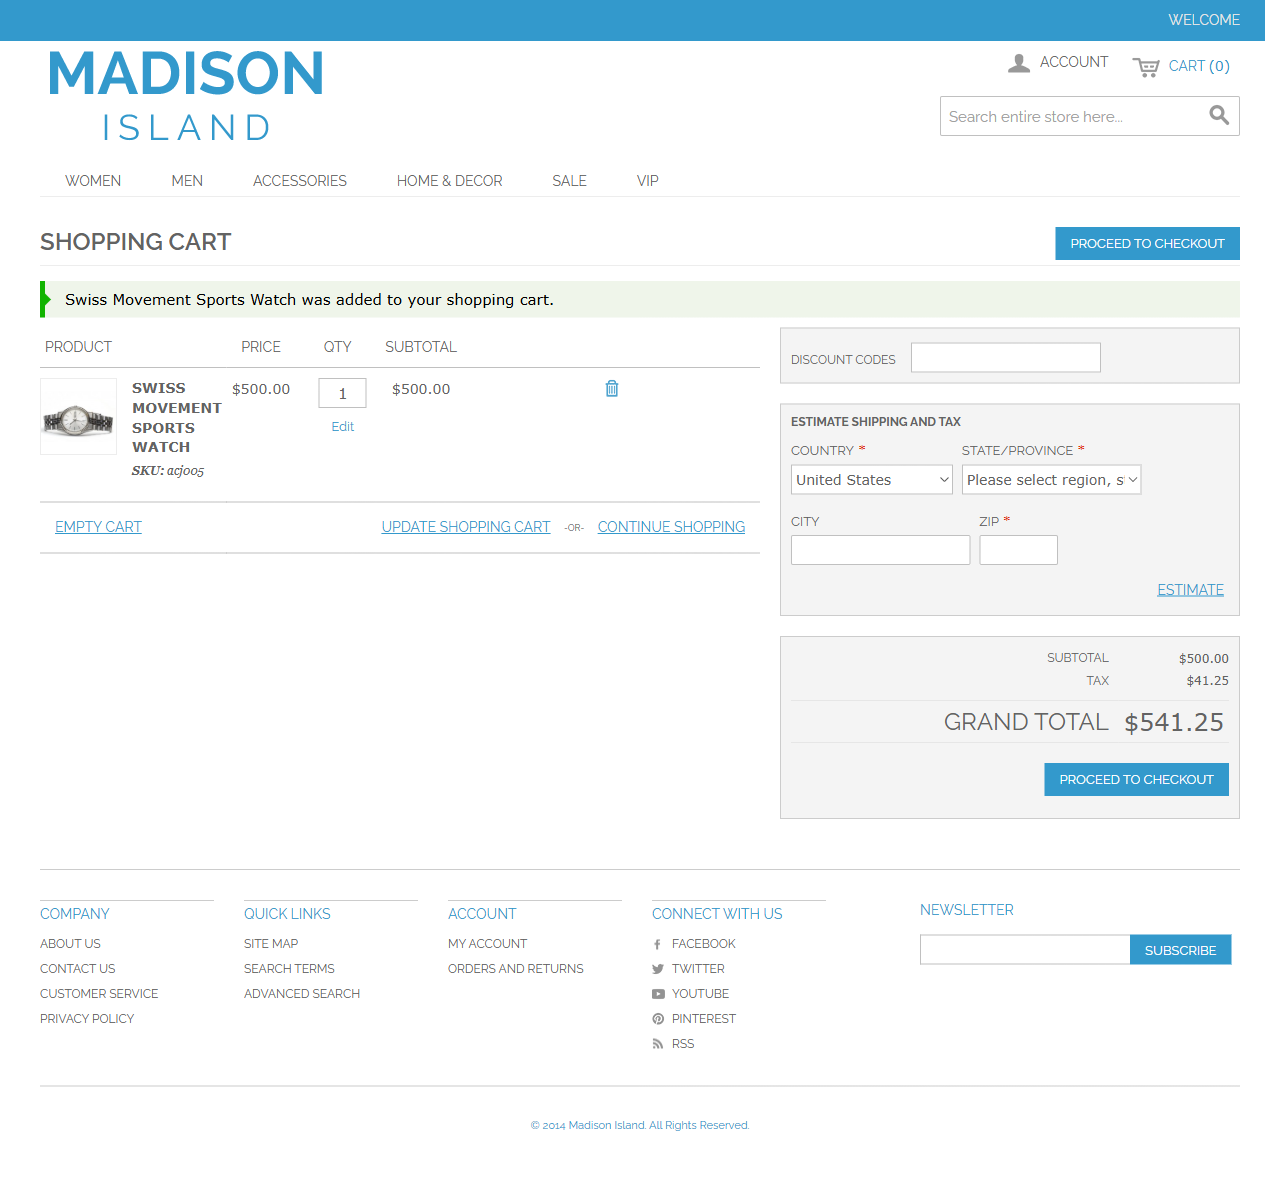 WELCOME
MADISON
ISLAND
ACCOUNT
CART (0)
Search entire store here...
WOMEN MEN ACCESSORIES HOME & DECOR SALE VIP
SHOPPING CART
PROCEED TO CHECKOUT
Swiss Movement Sports Watch was added to your shopping cart.
PRODUCT PRICE QTY SUBTOTAL
SWISS
MOVEMENT
SPORTS
WATCH
SKU: acj005
$500.00
1
Edit
$500.00
EMPTY CART
UPDATE SHOPPING CART -OR- CONTINUE SHOPPING
DISCOUNT CODES
ESTIMATE SHIPPING AND TAX
COUNTRY * STATE/PROVINCE *
United States Please select region, s
CITY ZIP *
ESTIMATE
SUBTOTAL $500.00
TAX $41.25
GRAND TOTAL $541.25
PROCEED TO CHECKOUT
COMPANY
ABOUT US
CONTACT US
CUSTOMER SERVICE
PRIVACY POLICY
QUICK LINKS
SITE MAP
SEARCH TERMS
ADVANCED SEARCH
ACCOUNT
MY ACCOUNT
ORDERS AND RETURNS
CONNECT WITH US
FACEBOOK
TWITTER
YOUTUBE
PINTEREST
RSS
NEWSLETTER
SUBSCRIBE
© 2014 Madison Island. All Rights Reserved.